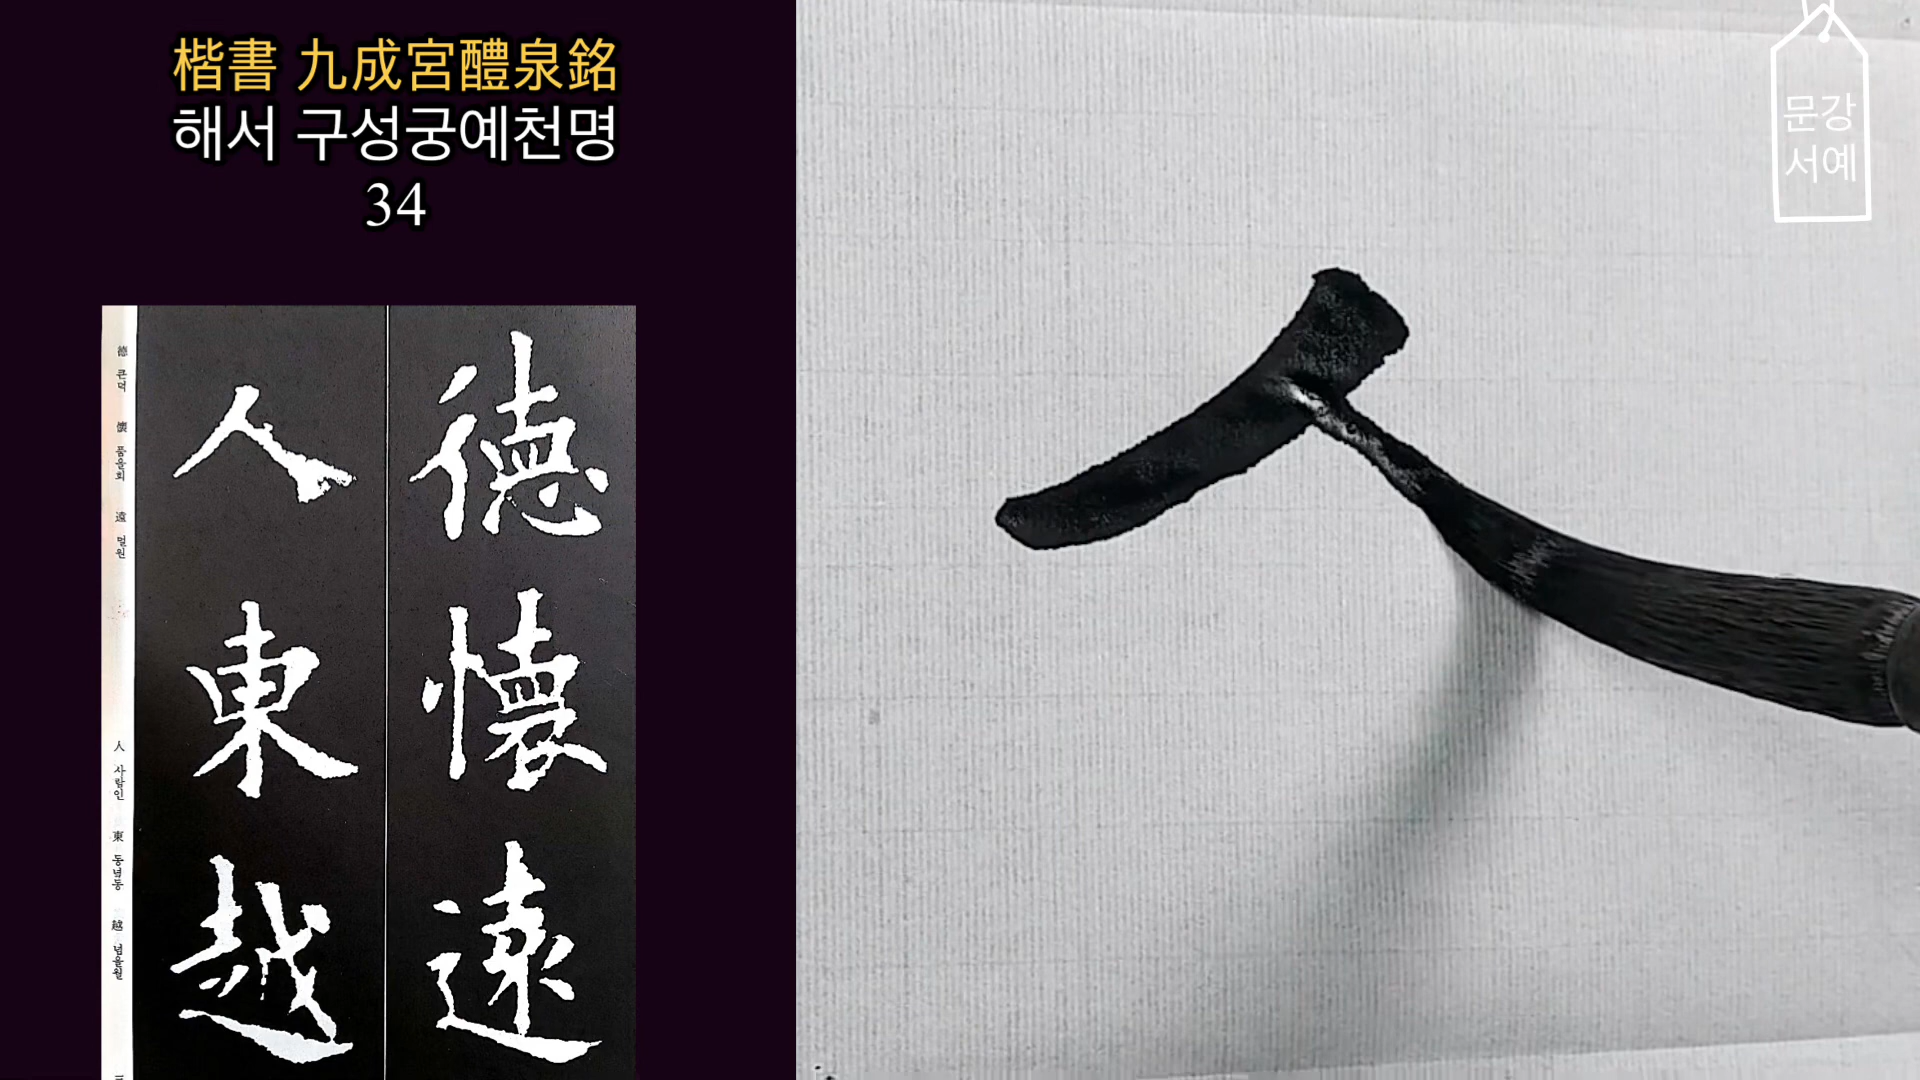 楷書 九成宮醴泉銘
해서 구성궁예천명
34
문강
서예
德懷遠
人東越
德 큰덕 懷 품을회 遠 멀원
人 사람인 東 동녘동 越 넘을월